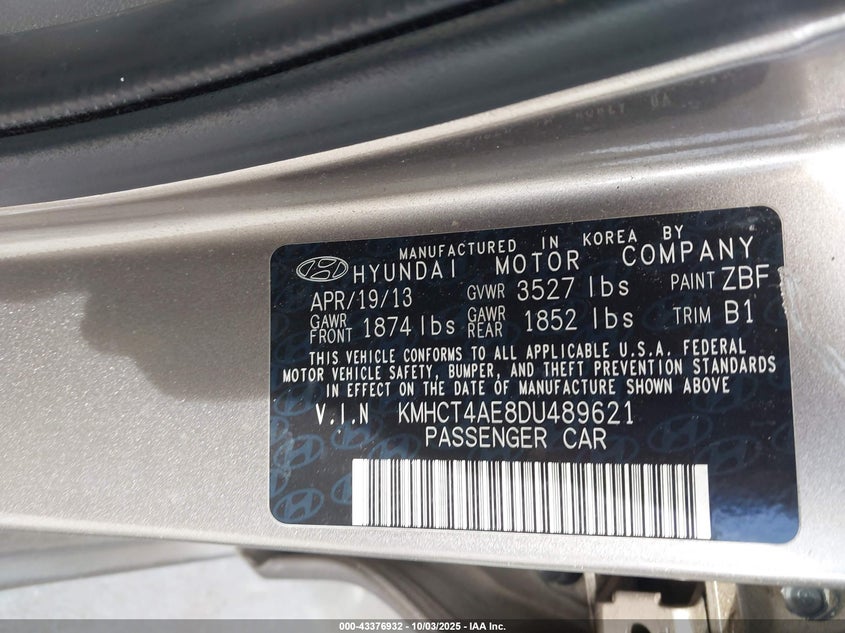 MANUFACTURED IN KOREA BY
HYUNDAI MOTOR COMPANY
APR/19/13 GVWR 3527 lbs PAINT ZBF
GAWR FRONT 1874 lbs GAWR REAR 1852 lbs TRIM B1
THIS VEHICLE CONFORMS TO ALL APPLICABLE U.S.A. FEDERAL
MOTOR VEHICLE SAFETY, BUMPER, AND THEFT PREVENTION STANDARDS
IN EFFECT ON THE DATE OF MANUFACTURE SHOWN ABOVE
V.I.N KMHCT4AE8DU489621
PASSENGER CAR
000-43376932 - 10/03/2025 - IAA Inc.